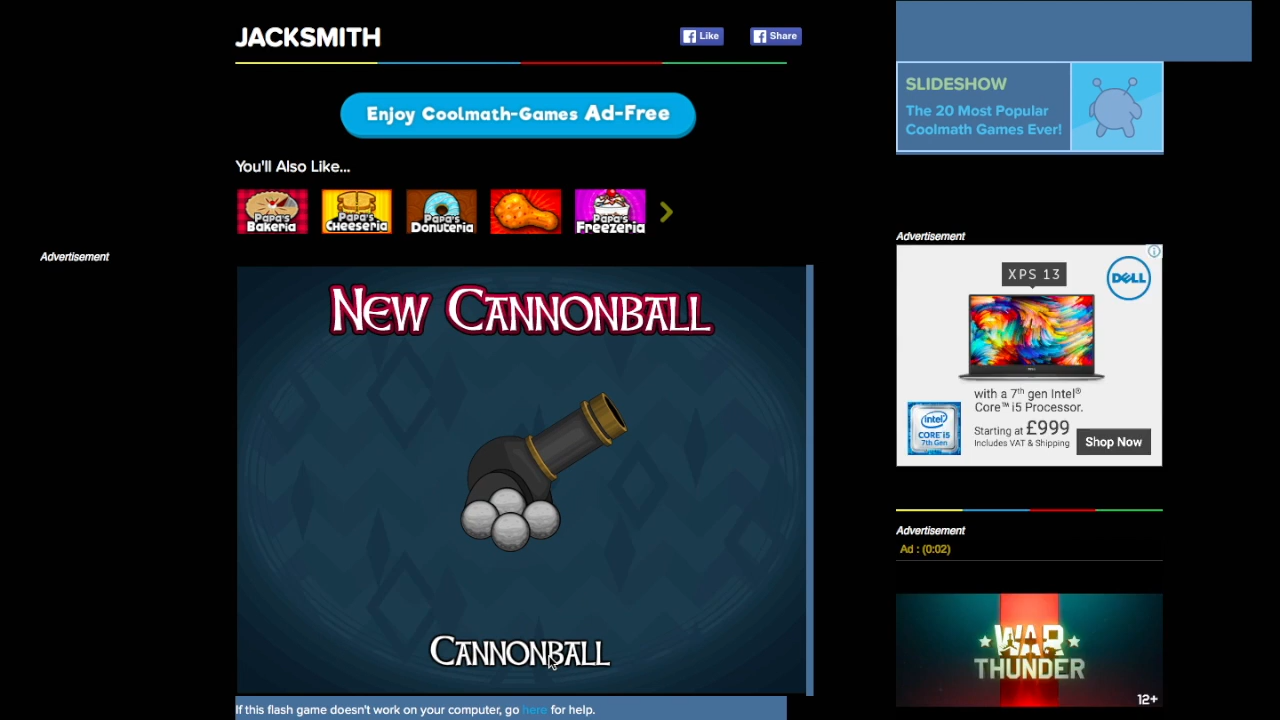 JACKSMITH
Like
Share
Enjoy Coolmath-Games Ad-Free
You'll Also Like...
Papa's Bakeria
Papa's Cheeseria
Papa's Donuteria
Papa's Freezeria
Advertisement
New Cannonball
Cannonball
If this flash game doesn't work on your computer, go here for help.
SLIDESHOW
The 20 Most Popular
Coolmath Games Ever!
Advertisement
XPS 13
DELL
with a 7th gen Intel®
Core™ i5 Processor.
Starting at £999
Includes VAT & Shipping
Shop Now
intel
CORE i5
7th Gen
Advertisement
Ad : (0:02)
WAR
THUNDER
12+